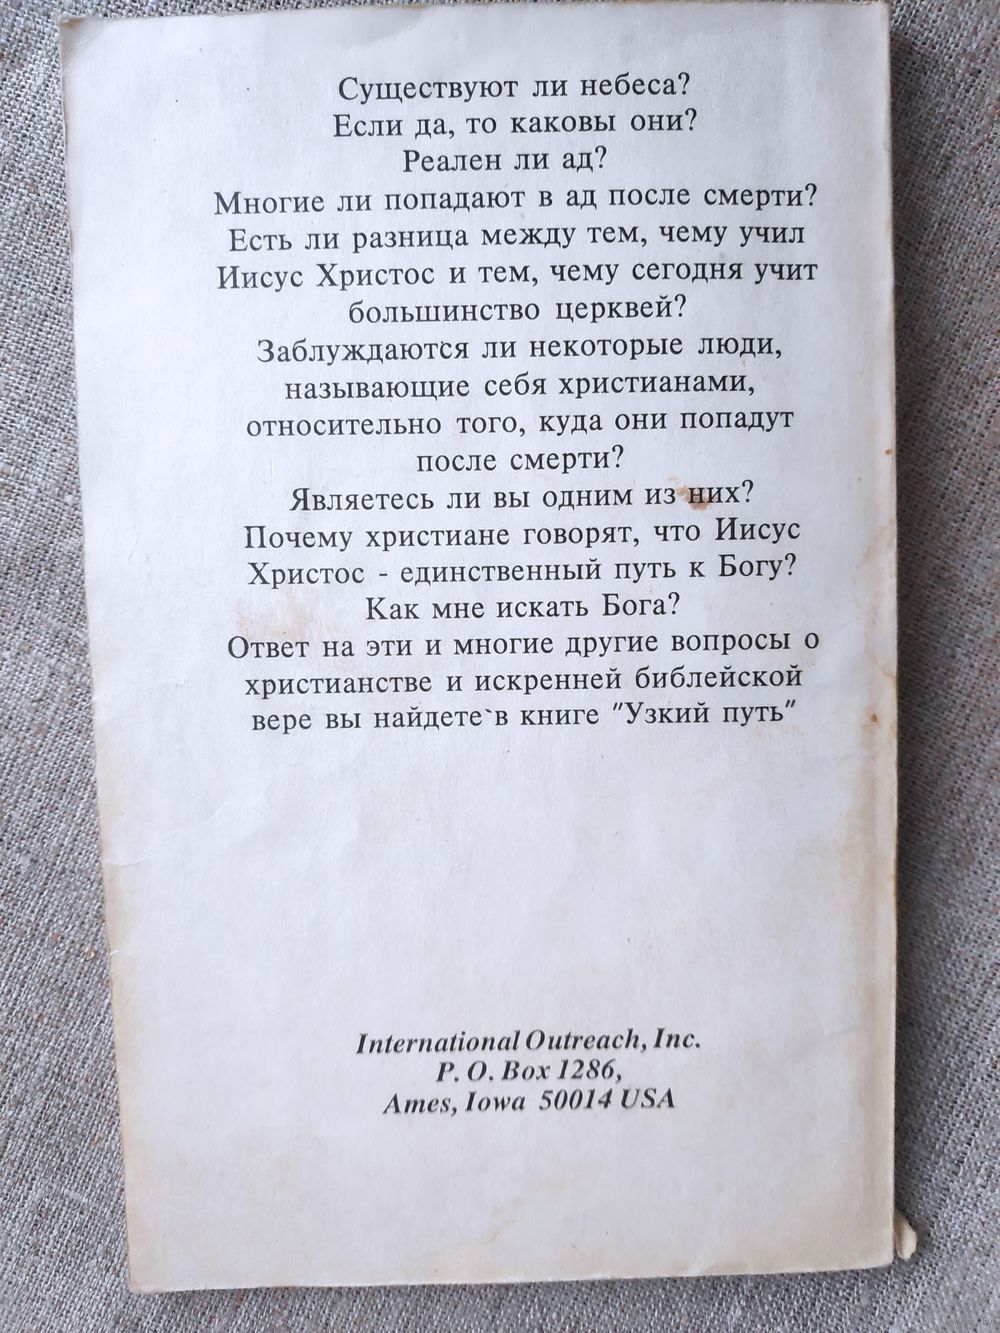 Существуют ли небеса?
Если да, то каковы они?
Реален ли ад?
Многие ли попадают в ад после смерти?
Есть ли разница между тем, чему учил
Иисус Христос и тем, чему сегодня учит
большинство церквей?
Заблуждаются ли некоторые люди,
называющие себя христианами,
относительно того, куда они попадут
после смерти?
Являетесь ли вы одним из них?
Почему христиане говорят, что Иисус
Христос - единственный путь к Богу?
Как мне искать Бога?
Ответ на эти и многие другие вопросы о
христианстве и искренней библейской
вере вы найдете в книге "Узкий путь"
International Outreach, Inc.
P. O. Box 1286,
Ames, Iowa 50014 USA